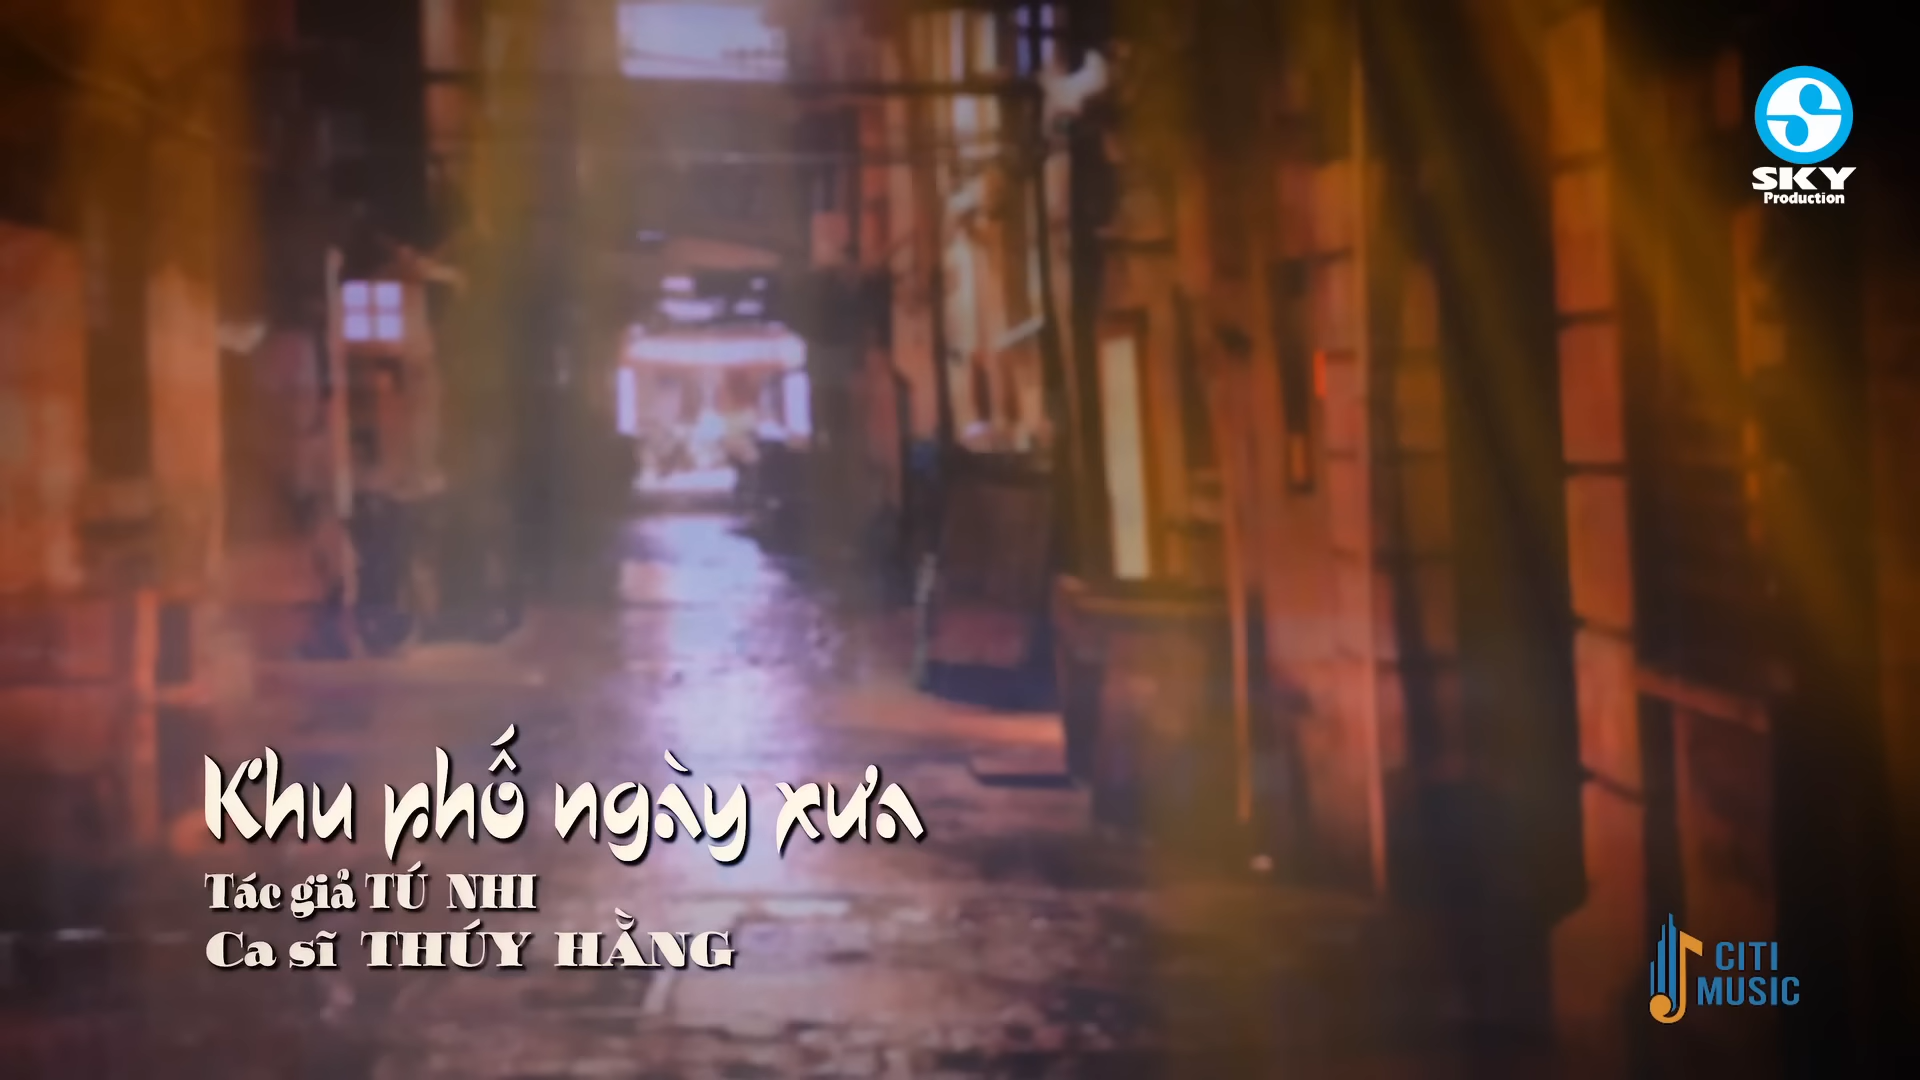 SKY
Production
Khu phố ngày xưa
Tác giả TÚ NHI
Ca sĩ THÚY HẰNG
CITI
MUSIC